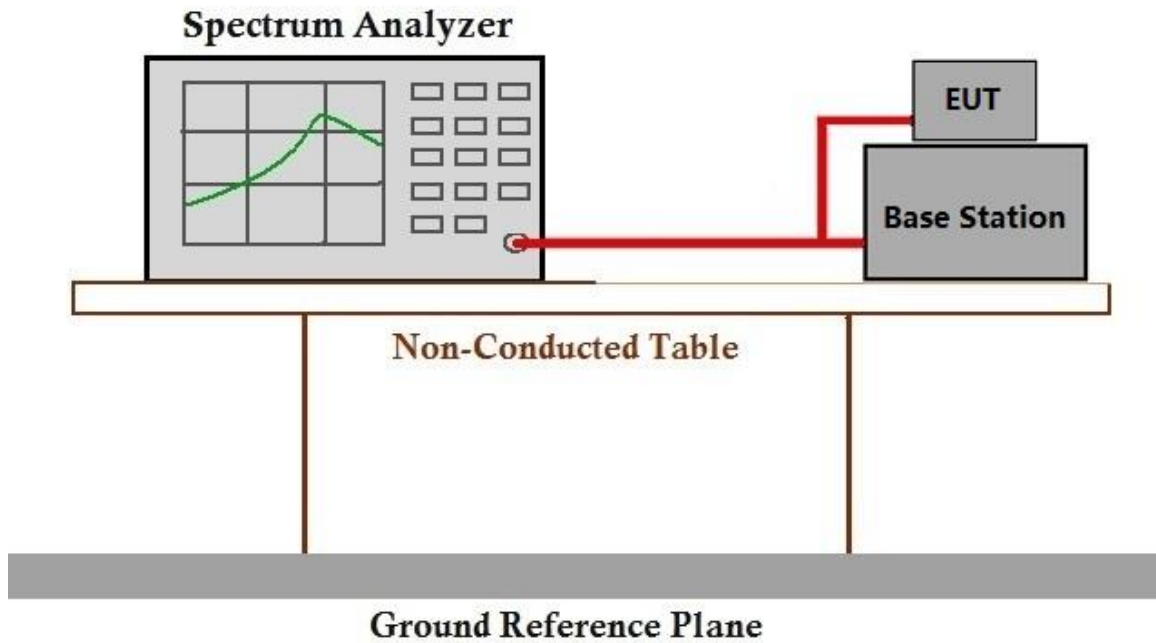 Spectrum Analyzer
EUT
Base Station
Non-Conducted Table
Ground Reference Plane